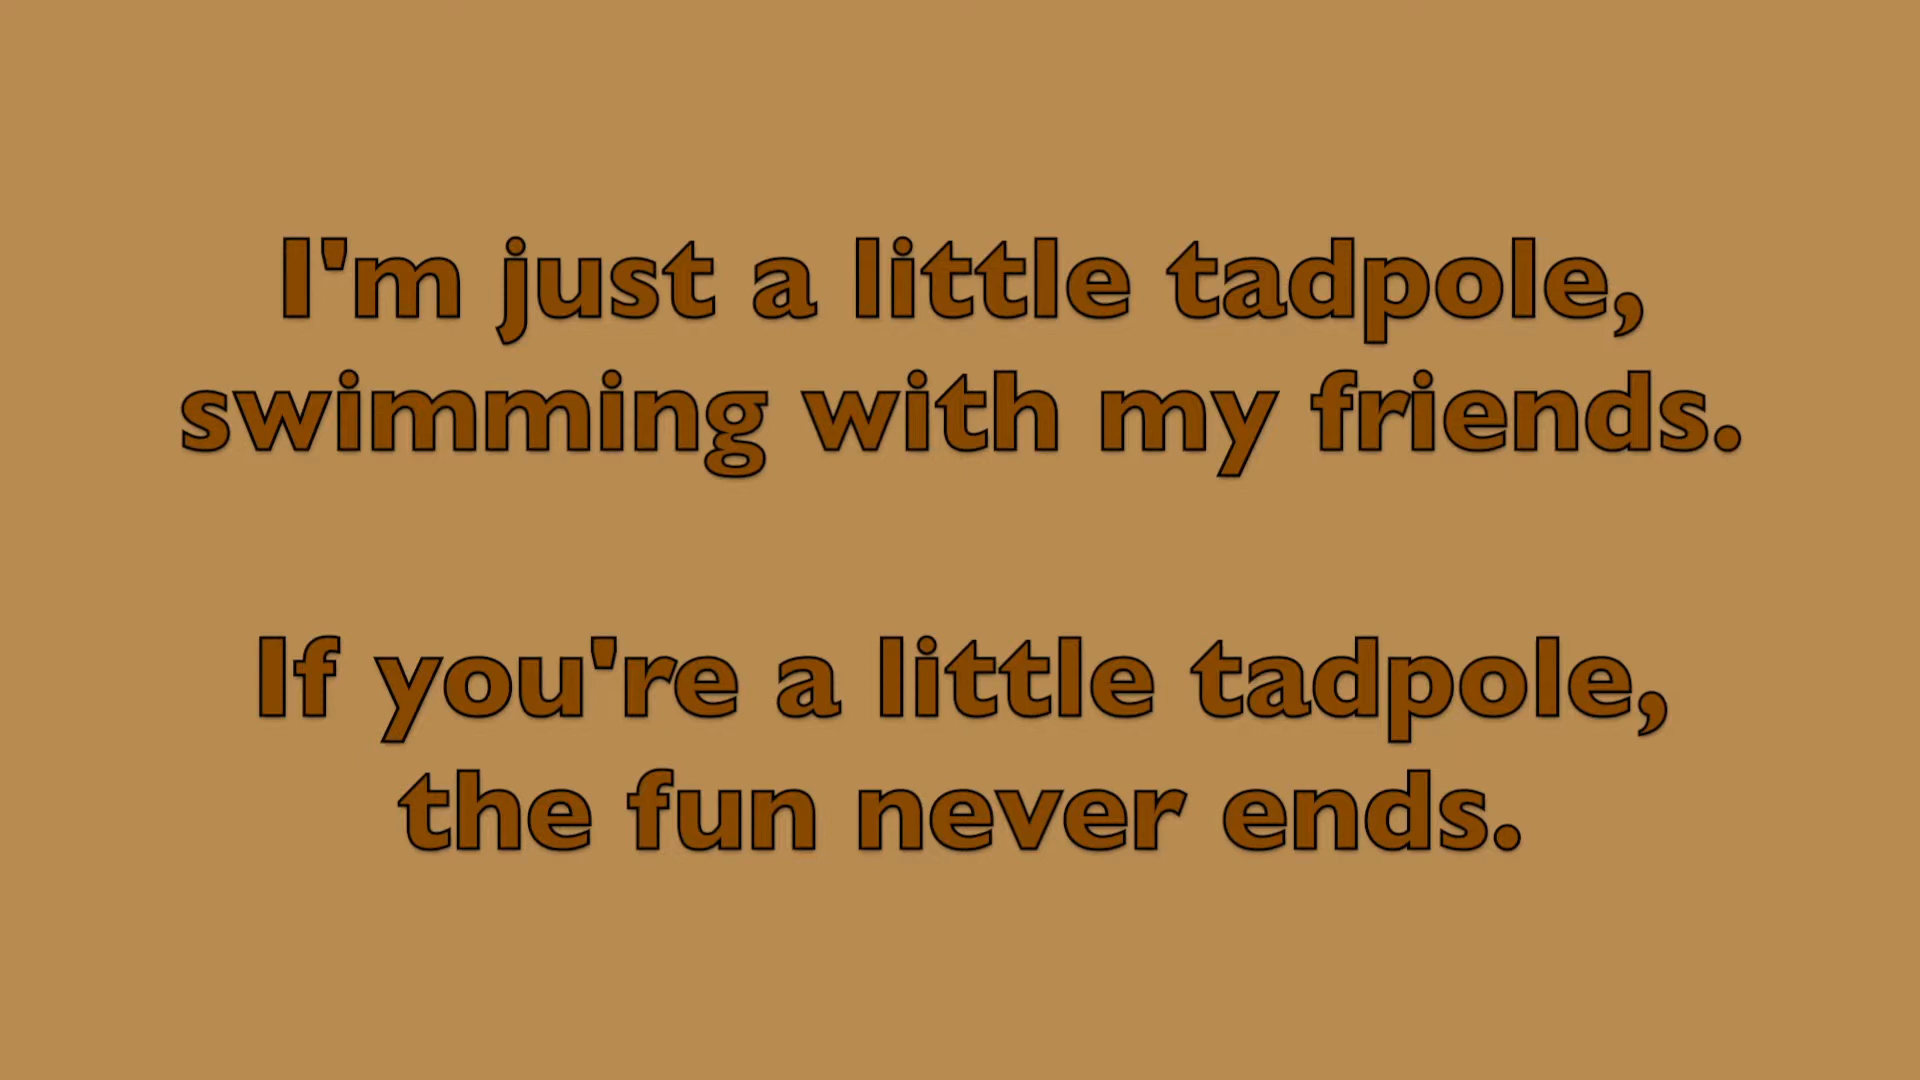 I'm just a little tadpole,
swimming with my friends.
If you're a little tadpole,
the fun never ends.